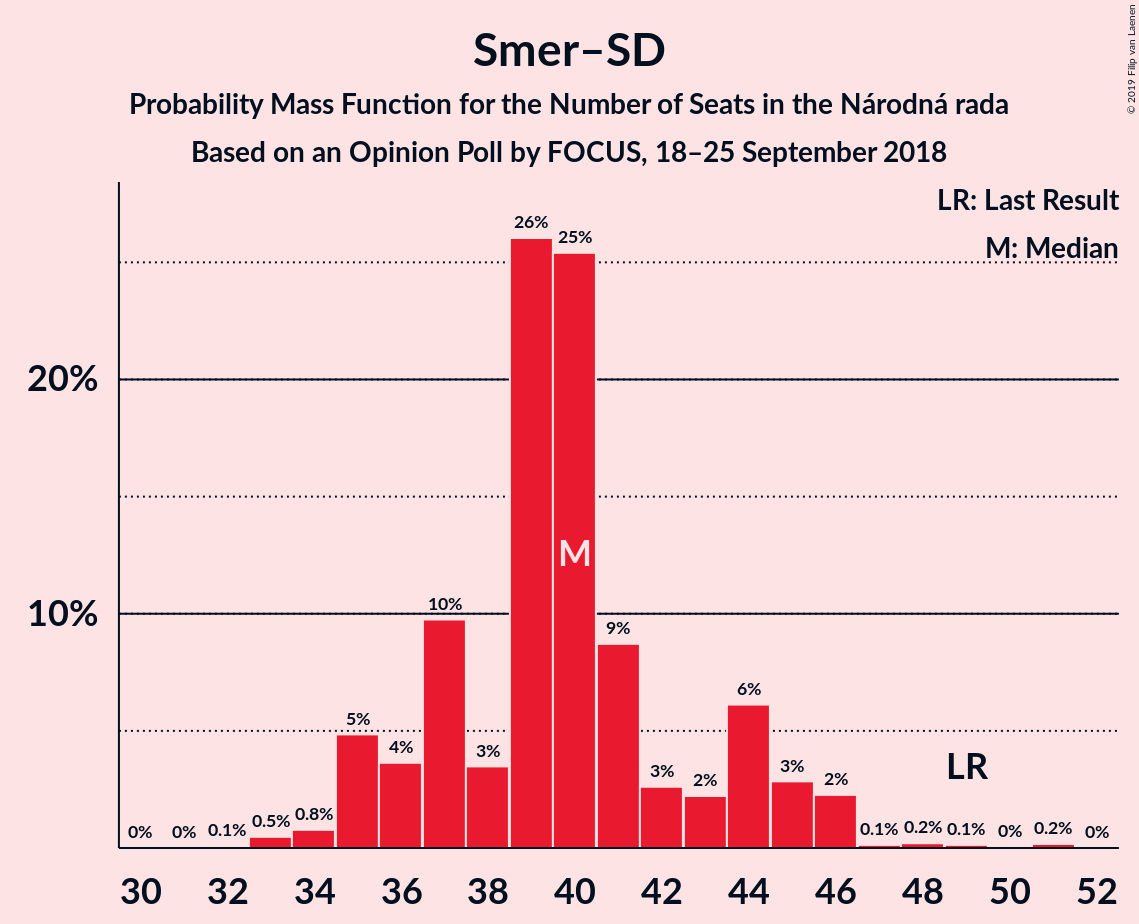 Smer–SD
Probability Mass Function for the Number of Seats in the Národná rada
Based on an Opinion Poll by FOCUS, 18–25 September 2018
© 2019 Filip van Laenen
LR: Last Result
M: Median
20%
10%
0% 0% 0.1% 0.5% 0.8% 5% 4% 10% 3% 26% 25% 9% 3% 2% 6% 3% 2% 0.1% 0.2% 0.1% 0% 0.2% 0%
M
LR
30 32 34 36 38 40 42 44 46 48 50 52